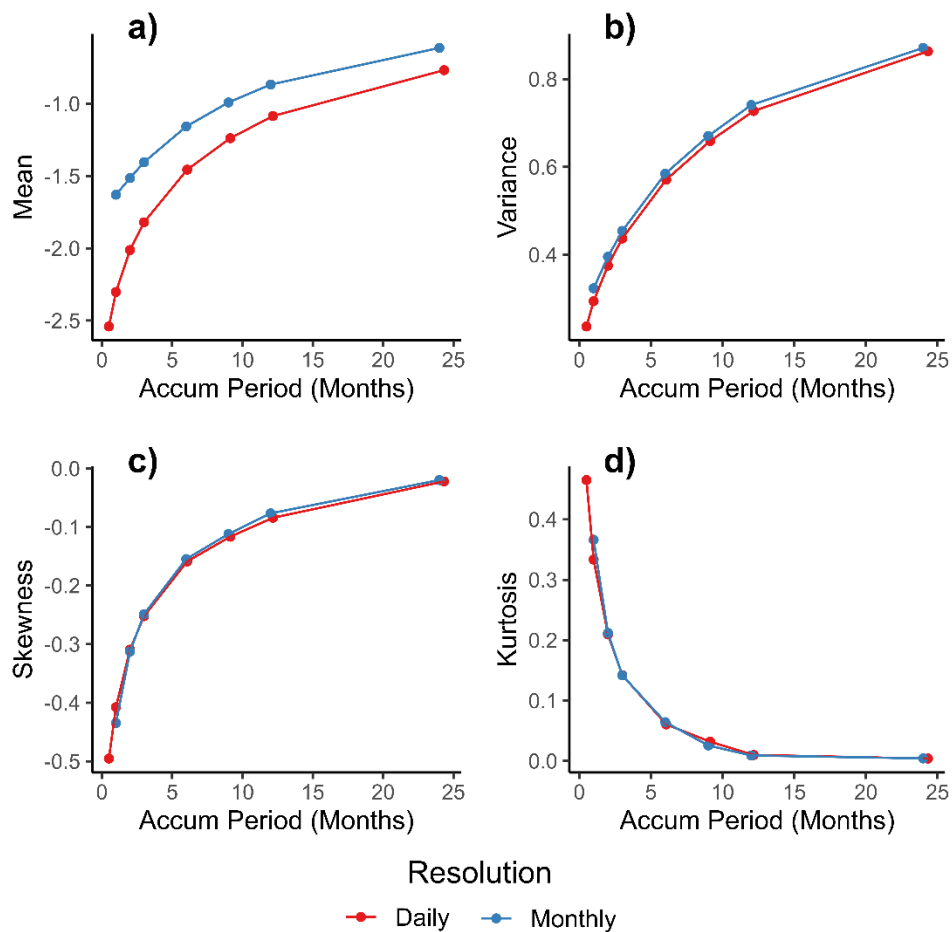 a)
Mean
-1.0
-1.5
-2.0
-2.5
0 5 10 15 20 25
Accum Period (Months)
b)
Variance
0.8
0.6
0.4
0 5 10 15 20 25
Accum Period (Months)
c)
Skewness
0.0
-0.1
-0.2
-0.3
-0.4
-0.5
0 5 10 15 20 25
Accum Period (Months)
d)
Kurtosis
0.4
0.3
0.2
0.1
0.0
0 5 10 15 20 25
Accum Period (Months)
Resolution
Daily Monthly